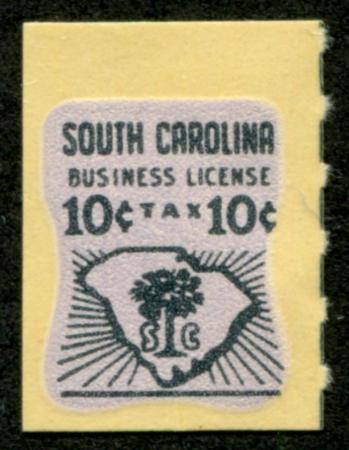 SOUTH CAROLINA
BUSINESS LICENSE
10¢ TAX 10¢
S C